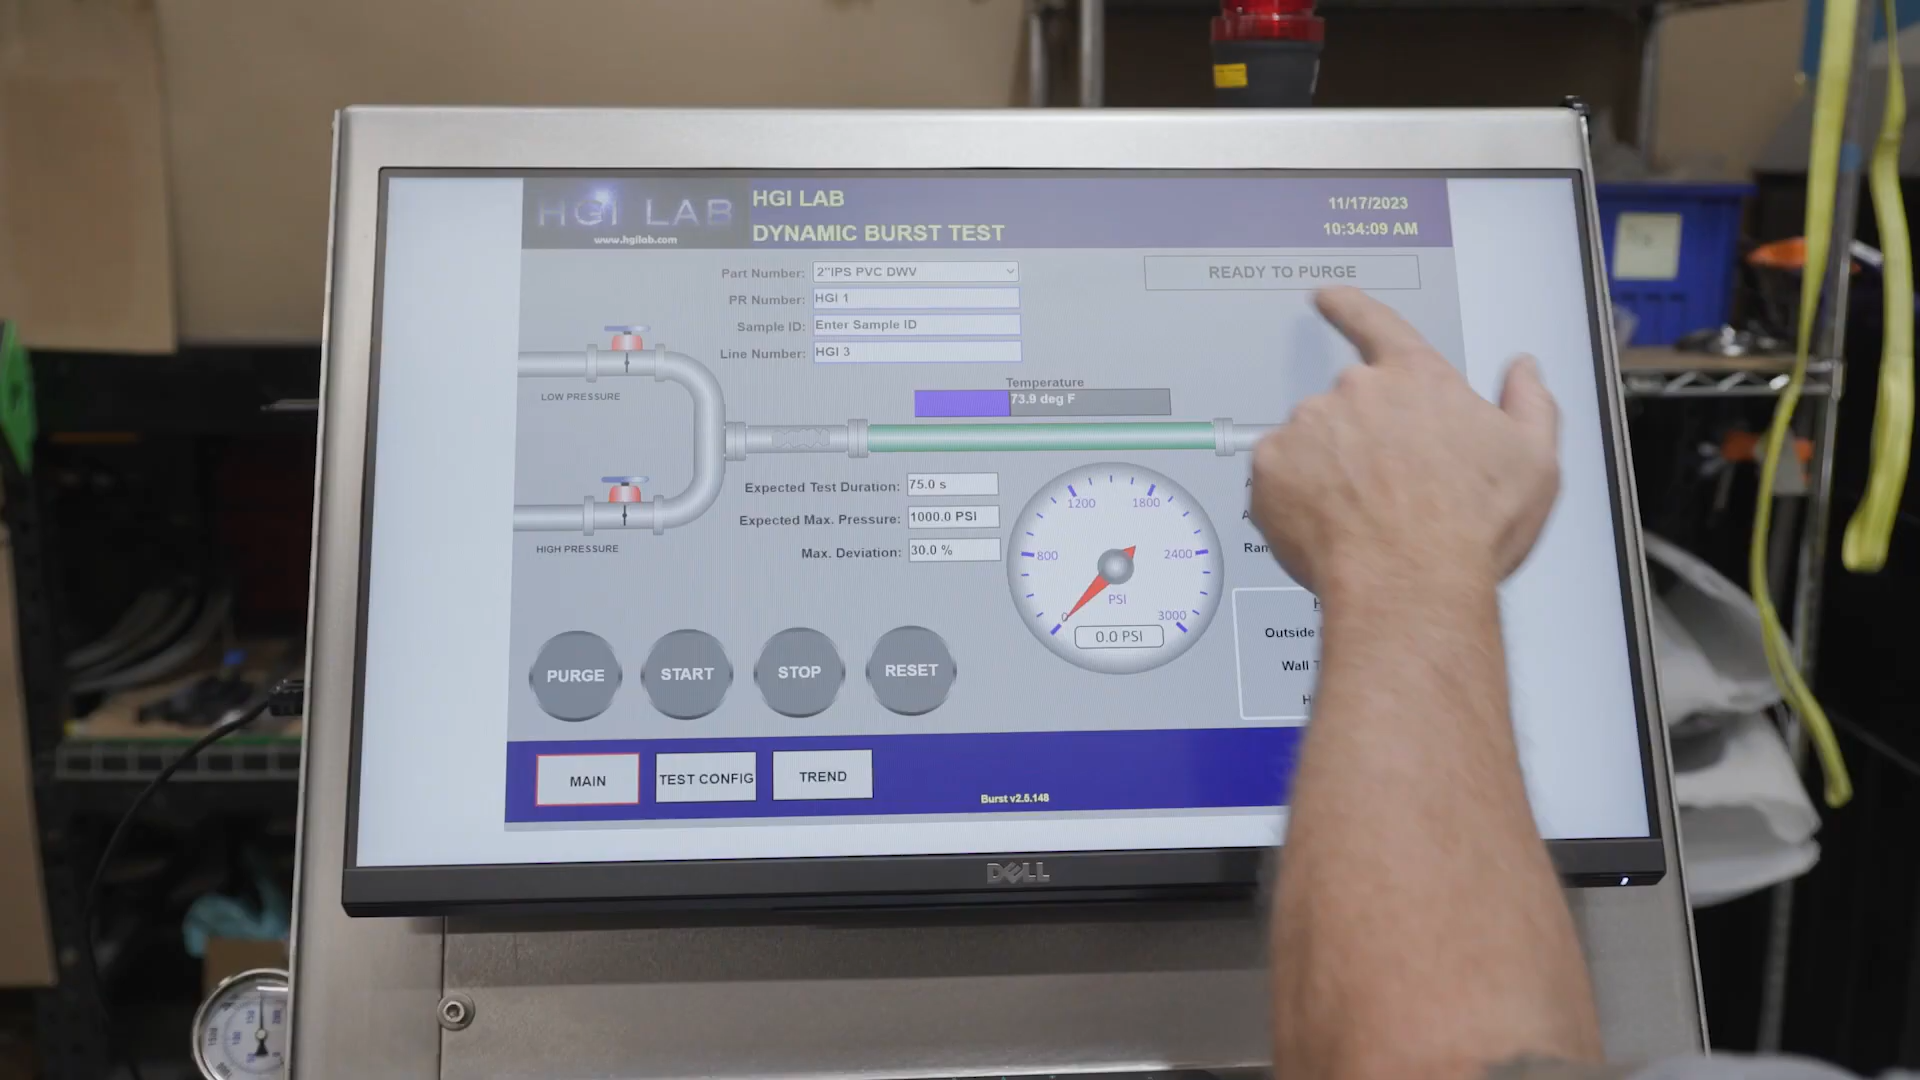 HGI LAB
www.hgilab.com
HGI LAB
DYNAMIC BURST TEST
11/17/2023
10:34:09 AM
Part Number: 2"IPS PVC DWV
READY TO PURGE
PR Number: HGI 1
Sample ID: Enter Sample ID
Line Number: HGI 3
Temperature
73.9 deg F
LOW PRESSURE
HIGH PRESSURE
Expected Test Duration: 75.0 s
Expected Max. Pressure: 1000.0 PSI
Max. Deviation: 30.0 %
1200 1800
800 2400
PSI
0 3000
0.0 PSI
Ran
Outside
Wall T
PURGE START STOP RESET
MAIN TEST CONFIG TREND
Burst v2.5.148
DELL